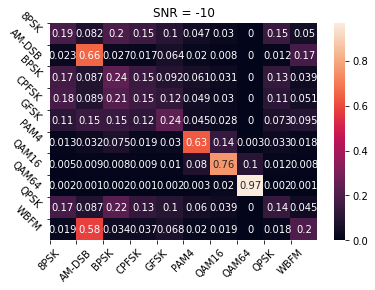 SNR = -10
8PSK 0.19 0.082 0.2 0.15 0.1 0.047 0.03 0 0.15 0.05
AM-DSB 0.023 0.66 0.027 0.017 0.064 0.02 0.008 0 0.012 0.17
BPSK 0.17 0.087 0.24 0.15 0.092 0.061 0.031 0 0.13 0.039
CPFSK 0.18 0.089 0.21 0.15 0.12 0.049 0.03 0 0.11 0.051
GFSK 0.11 0.15 0.15 0.12 0.24 0.045 0.028 0 0.073 0.095
PAM4 0.013 0.032 0.075 0.019 0.03 0.63 0.14 0.003 0.033 0.018
QAM16 0.005 0.009 0.008 0.009 0.01 0.08 0.76 0.1 0.012 0.008
QAM64 0.002 0.001 0.002 0.001 0.002 0.003 0.02 0.97 0.002 0.001
QPSK 0.17 0.087 0.22 0.13 0.1 0.06 0.039 0 0.14 0.045
WBFM 0.03 0.58 0.034 0.037 0.068 0.02 0.019 0 0.018 0.2
8PSK AM-DSB BPSK CPFSK GFSK PAM4 QAM16 QAM64 QPSK WBFM
0.8
0.6
0.4
0.2
0.0